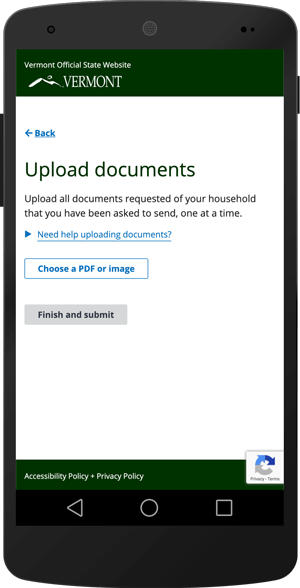 Vermont Official State Website
VERMONT
← Back
Upload documents
Upload all documents requested of your household
that you have been asked to send, one at a time.
Need help uploading documents?
Choose a PDF or image
Finish and submit
Privacy - Terms
Accessibility Policy + Privacy Policy